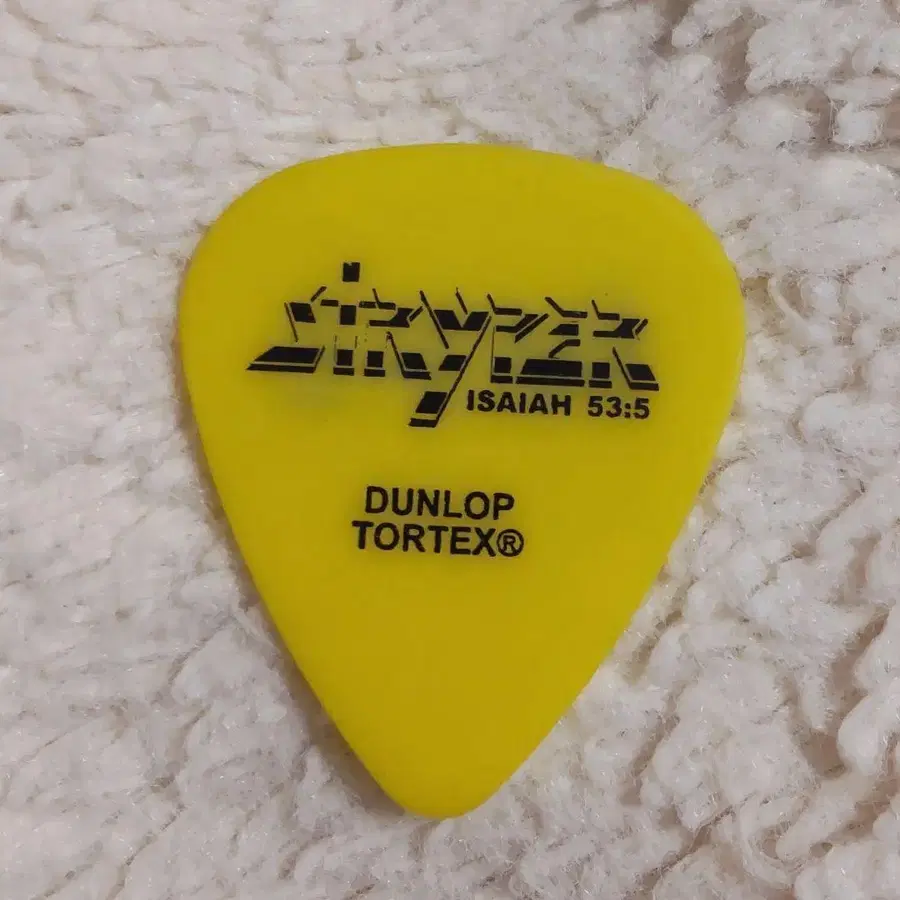 Stryper
ISAIAH 53:5
DUNLOP
TORTEX®